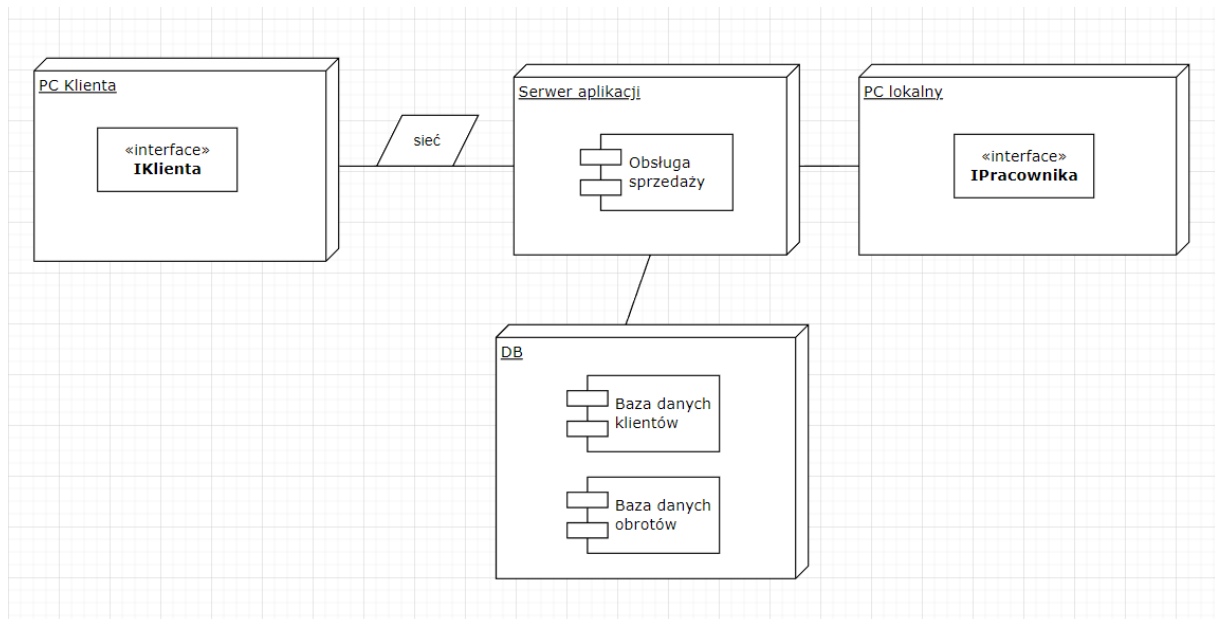 PC Klienta
«interface»
IKlienta
sieć
Serwer aplikacji
Obsługa
sprzedaży
PC lokalny
«interface»
IPracownika
DB
Baza danych
klientów
Baza danych
obrotów